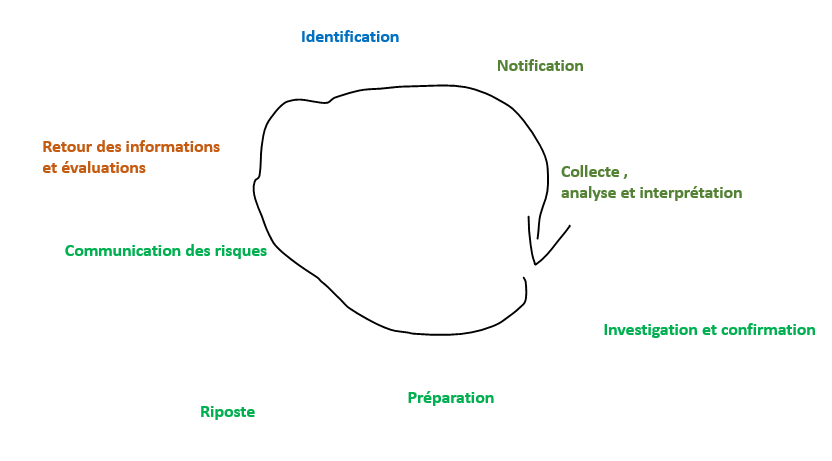 Identification
Notification
Retour des informations
et évaluations
Collecte ,
analyse et interprétation
Communication des risques
Investigation et confirmation
Préparation
Riposte